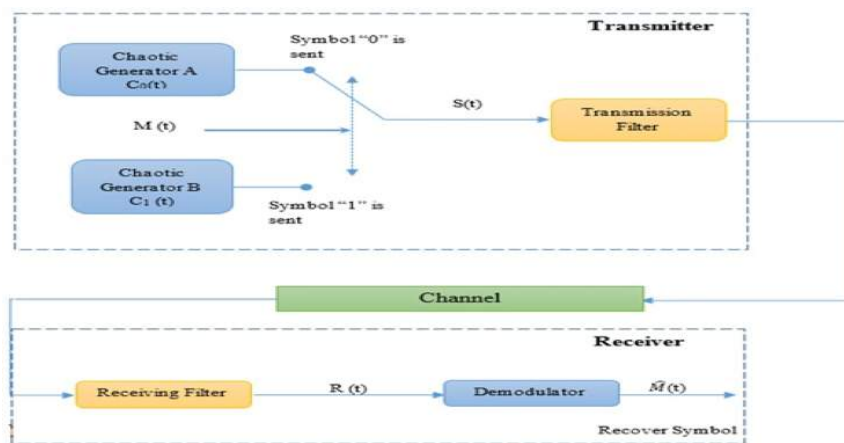 Transmitter
Symbol “0” is
sent
Chaotic
Generator A
C₀(t)
S(t)
Transmission
Filter
M (t)
Chaotic
Generator B
C₁ (t)
Symbol “1” is
sent
Channel
Receiver
Receiving Filter
R (t)
Demodulator
M̂(t)
Recover Symbol